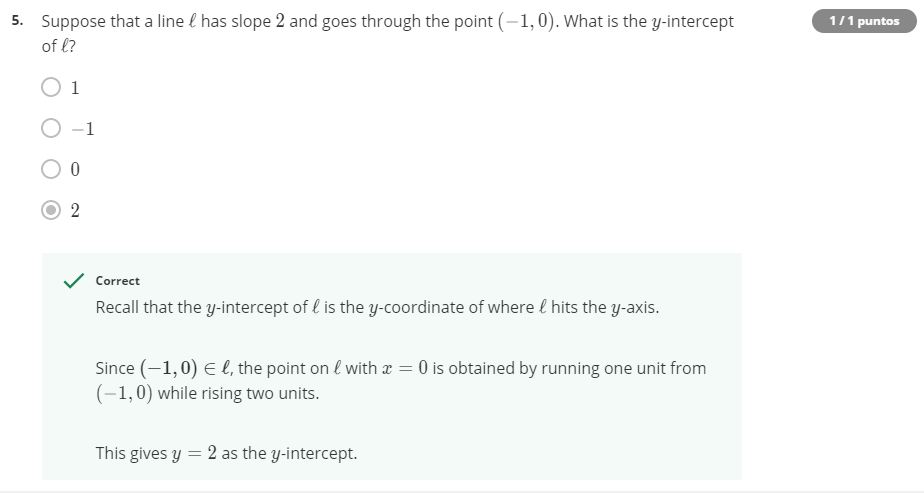 5. Suppose that a line ℓ has slope 2 and goes through the point (−1, 0). What is the y-intercept
1 / 1 puntos
of ℓ?
1
−1
0
2
Correct
Recall that the y-intercept of ℓ is the y-coordinate of where ℓ hits the y-axis.
Since (−1, 0) ∈ ℓ, the point on ℓ with x = 0 is obtained by running one unit from
(−1, 0) while rising two units.
This gives y = 2 as the y-intercept.